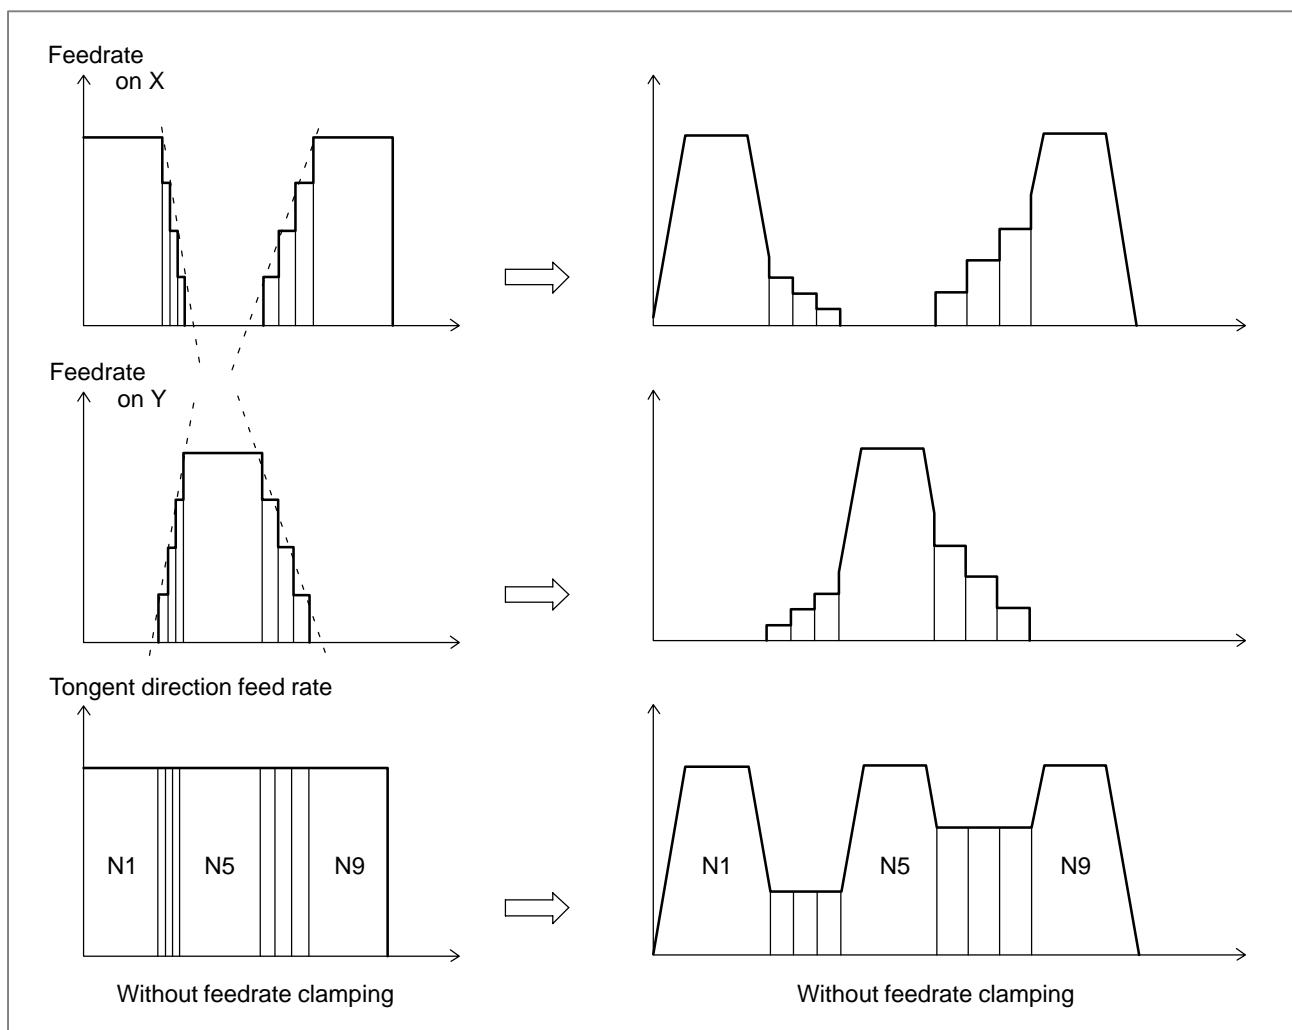 Feedrate
on X
Feedrate
on Y
Tongent direction feed rate
N1
N5
N9
N1
N5
N9
Without feedrate clamping
Without feedrate clamping